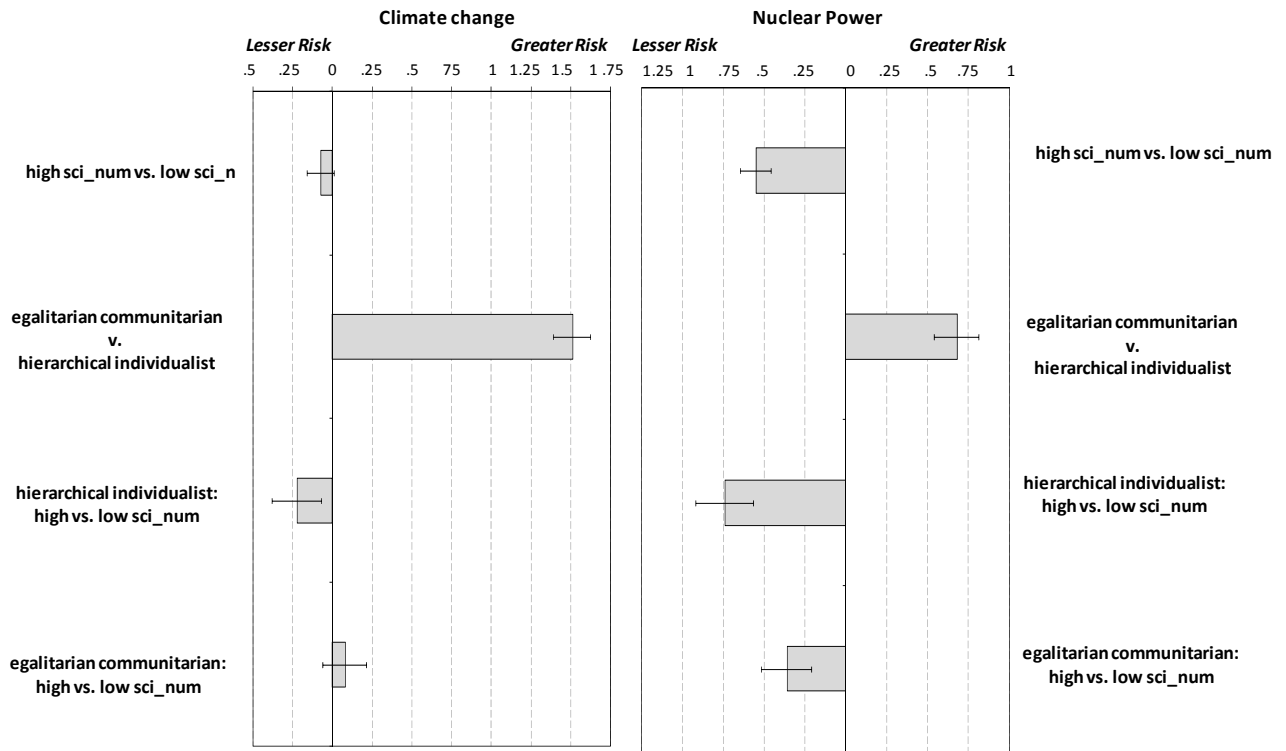 Climate change
Nuclear Power
Lesser Risk
Greater Risk
Lesser Risk
Greater Risk
.5 .25 0 .25 .5 .75 1 1.25 1.5 1 .75
1.25 1 .75 .5 .25 0 .25 .5 .75 1
high sci_num vs. low sci_n
high sci_num vs. low sci_num
egalitarian communitarian
v.
hierarchical individualist
egalitarian communitarian
v.
hierarchical individualist
hierarchical individualist:
high vs. low sci_num
hierarchical individualist:
high vs. low sci_num
egalitarian communitarian:
high vs. low sci_num
egalitarian communitarian:
high vs. low sci_num